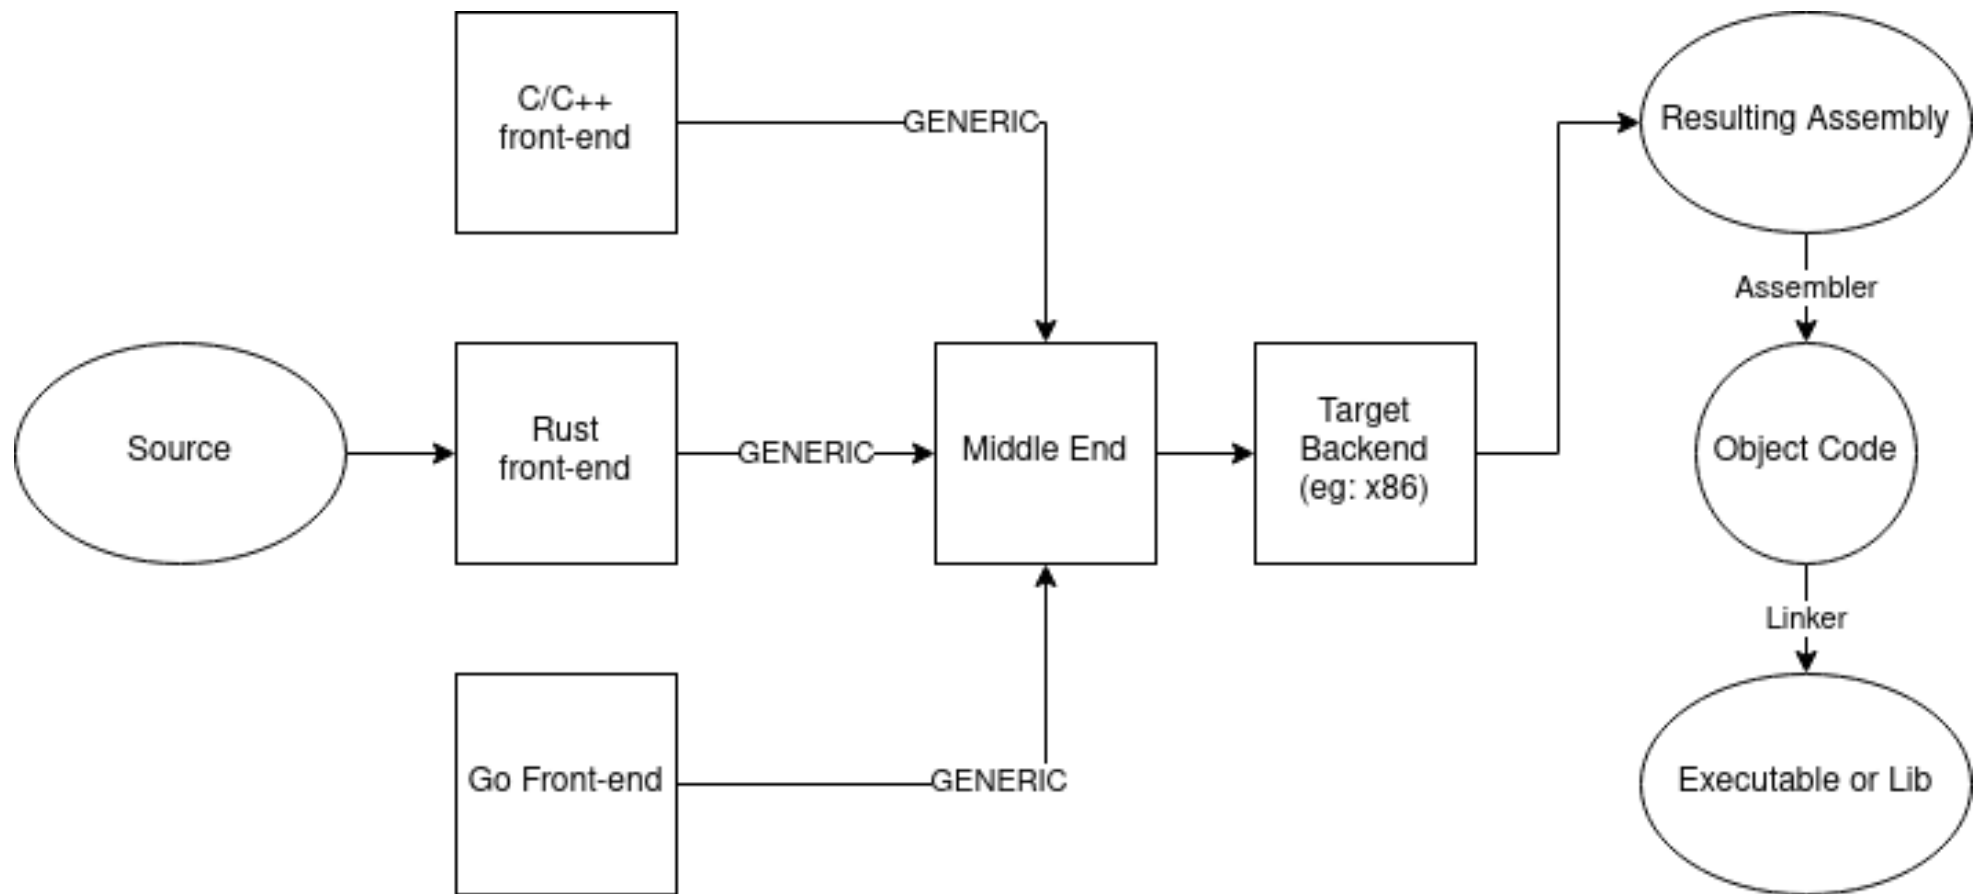 C/C++
front-end
GENERIC
Resulting Assembly
Assembler
Source
Rust
front-end
GENERIC
Middle End
Target
Backend
(eg: x86)
Object Code
Linker
Go Front-end
GENERIC
Executable or Lib